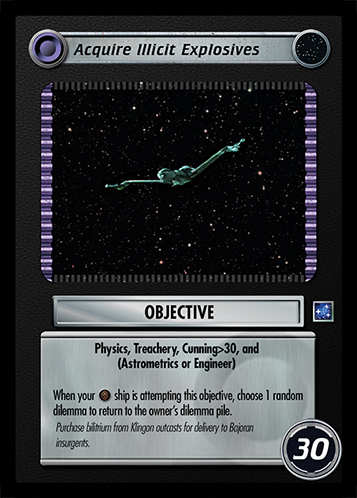 Acquire Illicit Explosives
OBJECTIVE
Physics, Treachery, Cunning>30, and
(Astrometrics or Engineer)
When your ship is attempting this objective, choose 1 random
dilemma to return to the owner's dilemma pile.
Purchase bilitrium from Klingon outcasts for delivery to Bajoran
insurgents.
30